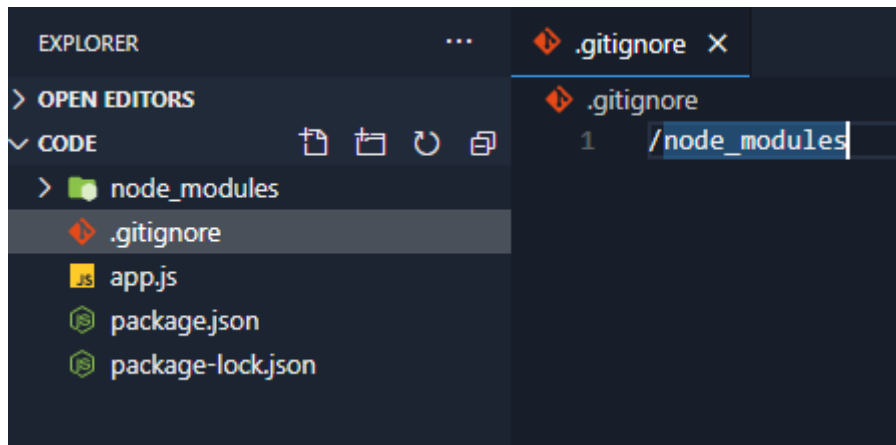 EXPLORER
OPEN EDITORS
CODE
node_modules
.gitignore
app.js
package.json
package-lock.json
.gitignore
.gitignore
1 /node_modules